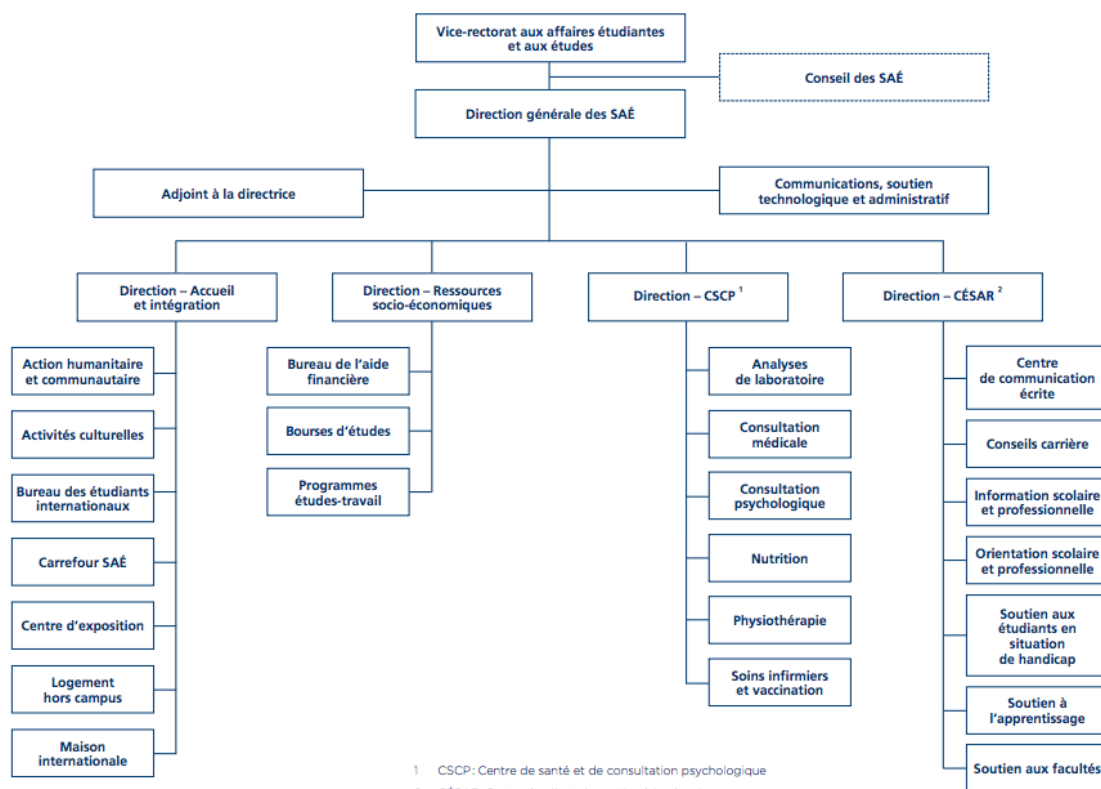 Vice-rectorat aux affaires étudiantes
et aux études
Conseil des SAÉ
Direction générale des SAÉ
Adjoint à la directrice
Communications, soutien
technologique et administratif
Direction – Accueil
et intégration
Action humanitaire
et communautaire
Activités culturelles
Bureau des étudiants
internationaux
Carrefour SAÉ
Centre d'exposition
Logement
hors campus
Maison
internationale
Direction – Ressources
socio-économiques
Bureau de l'aide
financière
Bourses d'études
Programmes
études-travail
Direction – CSCP 1
Analyses
de laboratoire
Consultation
médicale
Consultation
psychologique
Nutrition
Physiothérapie
Soins infirmiers
et vaccination
Direction – CÉSAR 2
Centre
de communication
écrite
Conseils carrière
Information scolaire
et professionnelle
Orientation scolaire
et professionnelle
Soutien aux
étudiants en
situation
de handicap
Soutien à
l'apprentissage
Soutien aux facultés
1 CSCP: Centre de santé et de consultation psychologique